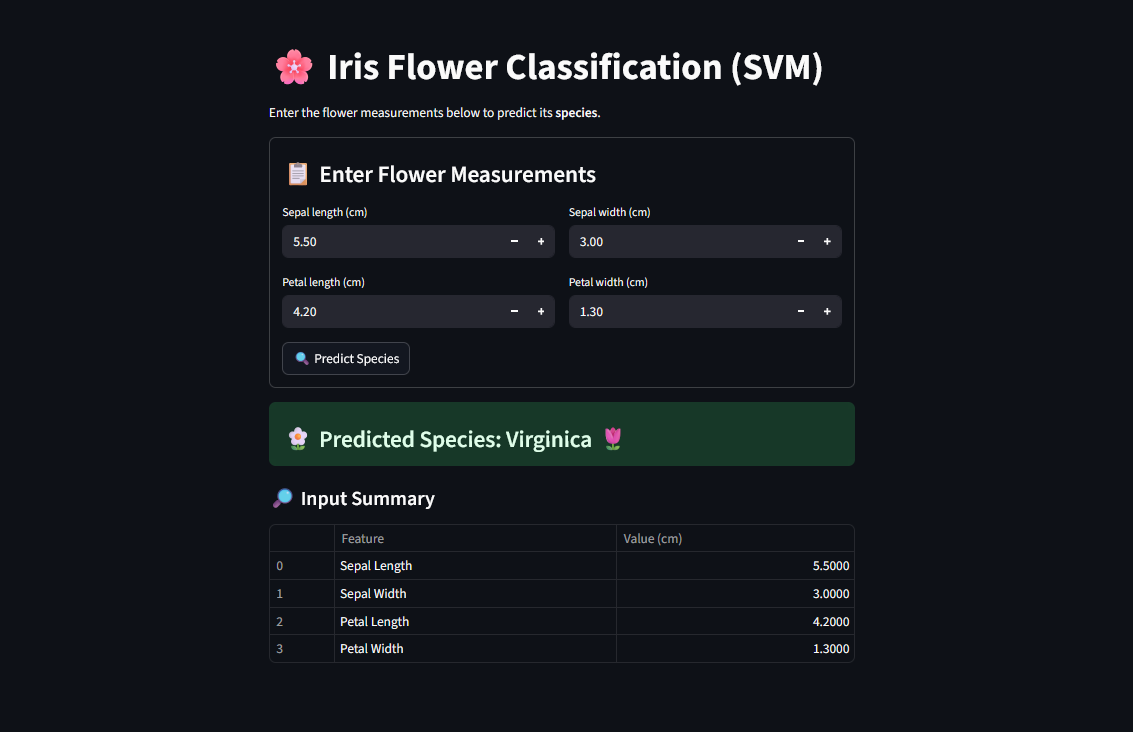 Iris Flower Classification (SVM)
Enter the flower measurements below to predict its species.
Enter Flower Measurements
Sepal length (cm) Sepal width (cm)
5.50 − + 3.00 − +
Petal length (cm) Petal width (cm)
4.20 − + 1.30 − +
Predict Species
Predicted Species: Virginica
Input Summary
Feature Value (cm)
0 Sepal Length 5.5000
1 Sepal Width 3.0000
2 Petal Length 4.2000
3 Petal Width 1.3000